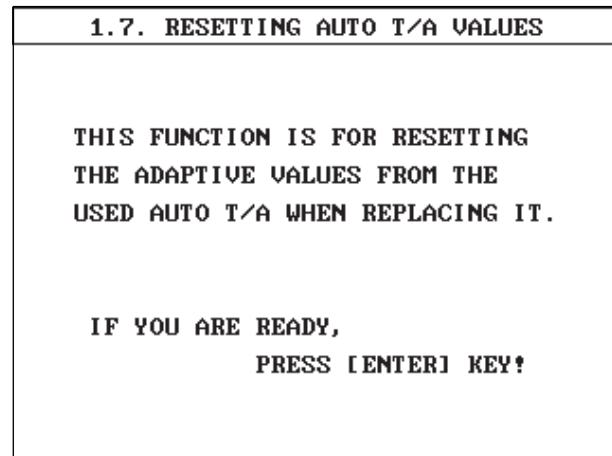 1.7. RESETTING AUTO T/A VALUES
THIS FUNCTION IS FOR RESETTING
THE ADAPTIVE VALUES FROM THE
USED AUTO T/A WHEN REPLACING IT.
IF YOU ARE READY,
PRESS [ENTER] KEY!